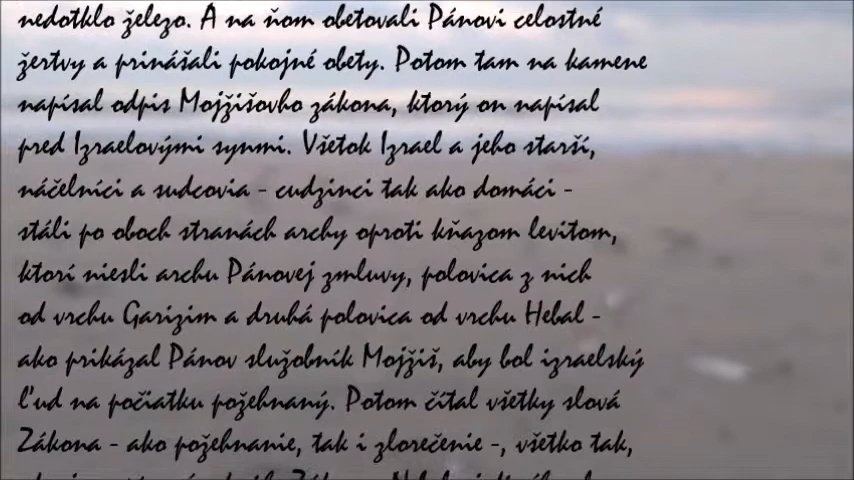 nedotklo železo. A na ňom obetovali Pánovi celostné
žertvy a prinášali pokojné obety. Potom tam na kamene
napísal odpis Mojžišovho zákona, ktorý on napísal
pred Izraelovými synmi. Všetok Izrael a jeho starší,
náčelníci a sudcovia - cudzinci tak ako domáci -
stáli po oboch stranách archy oproti kňazom levitom,
ktorí niesli archu Pánovej zmluvy, polovica z nich
od vrchu Garizim a druhá polovica od vrchu Hebal -
ako prikázal Pánov služobník Mojžiš, aby bol izraelský
ľud na počiatku požehnaný. Potom čítal všetky slová
Zákona - ako požehnanie, tak i zlorečenie -, všetko tak,